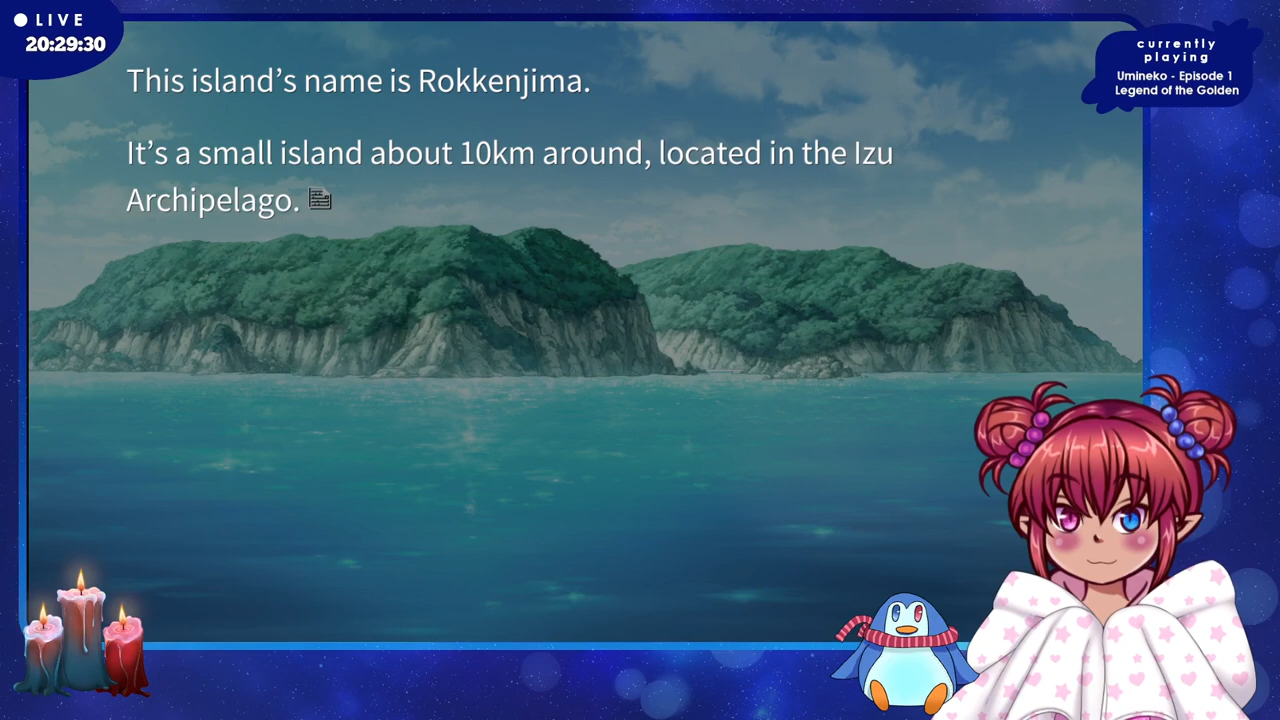 LIVE
20:29:30
currently
playing
Umineko - Episode 1
Legend of the Golden
This island’s name is Rokkenjima.
It’s a small island about 10km around, located in the Izu
Archipelago.